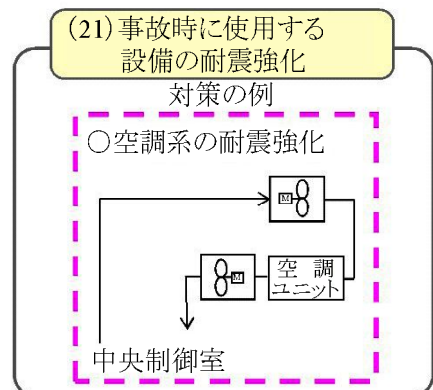 (21)事故時に使用する
設備の耐震強化
対策の例
○空調系の耐震強化
M
M
空調
ユニット
中央制御室